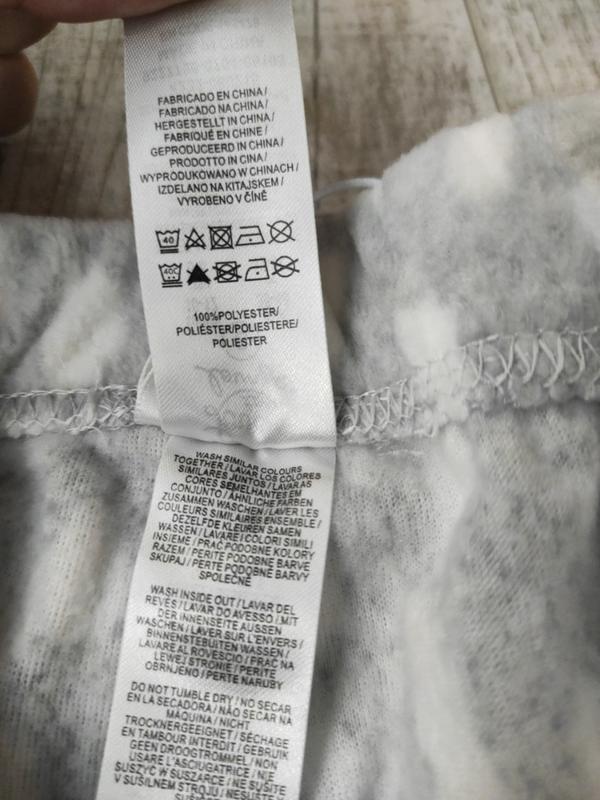 FABRICADO EN CHINA /
FABRICADO NA CHINA /
HERGESTELLT IN CHINA /
FABRIQUÉ EN CHINE /
GEPRODUCEERD IN CHINA /
PRODOTTO IN CINA /
WYPRODUKOWANO W CHINACH /
IZDELANO NA KITAJSKEM /
VYROBENO V ČÍNĚ
40
40C
100%POLYESTER/
POLIÉSTER/POLIESTERE/
POLIESTER
WASH SIMILAR COLOURS
TOGETHER / LAVAR LOS COLORES
SIMILARES JUNTOS / LAVAR AS
CORES SEMELHANTES EM
CONJUNTO / ÄHNLICHE FARBEN
ZUSAMMEN WASCHEN / LAVER LES
COULEURS SIMILAIRES ENSEMBLE /
DEZELFDE KLEUREN SAMEN
WASSEN / LAVARE I COLORI SIMILI
INSIEME / PRAĆ PODOBNE KOLORY
RAZEM / PERITE PODOBNE BARVE
SKUPAJ / PERTE PODOBNÉ BARVY
SPOLEČNĚ
WASH INSIDE OUT / LAVAR DEL
REVÉS / LAVAR DO AVESSO / MIT
DER INNENSEITE AUSSEN
WASCHEN / LAVER SUR L'ENVERS /
BINNENSTEBUITEN WASSEN /
LAVARE AL ROVESCIO / PRAĆ NA
LEWEJ STRONIE / PERITE
OBRNJENO / PERTE NARUBY
DO NOT TUMBLE DRY / NO SECAR
EN LA SECADORA / NÃO SECAR NA
MÁQUINA / NICHT
TROCKNERGEEIGNET / SÉCHAGE
EN TAMBOUR INTERDIT / GEBRUIK
GEEN DROOGTROMMEL / NON
USARE L'ASCIUGATRICE / NIE
SUSZYĆ W SUSZARCE / NE SUŠITE
V SUŠILNEM STROJU / NESUŠTE V